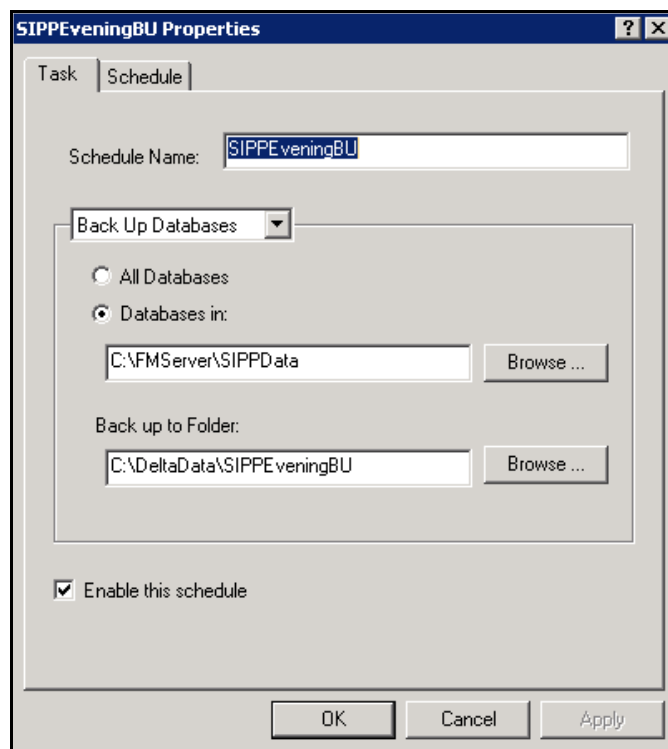 SIPPEveningBU Properties
Task Schedule
Schedule Name: SIPPEveningBU
Back Up Databases
All Databases
Databases in:
C:\FMServer\SIPPData Browse ...
Back up to Folder:
C:\DeltaData\SIPPEveningBU Browse ...
Enable this schedule
OK Cancel Apply